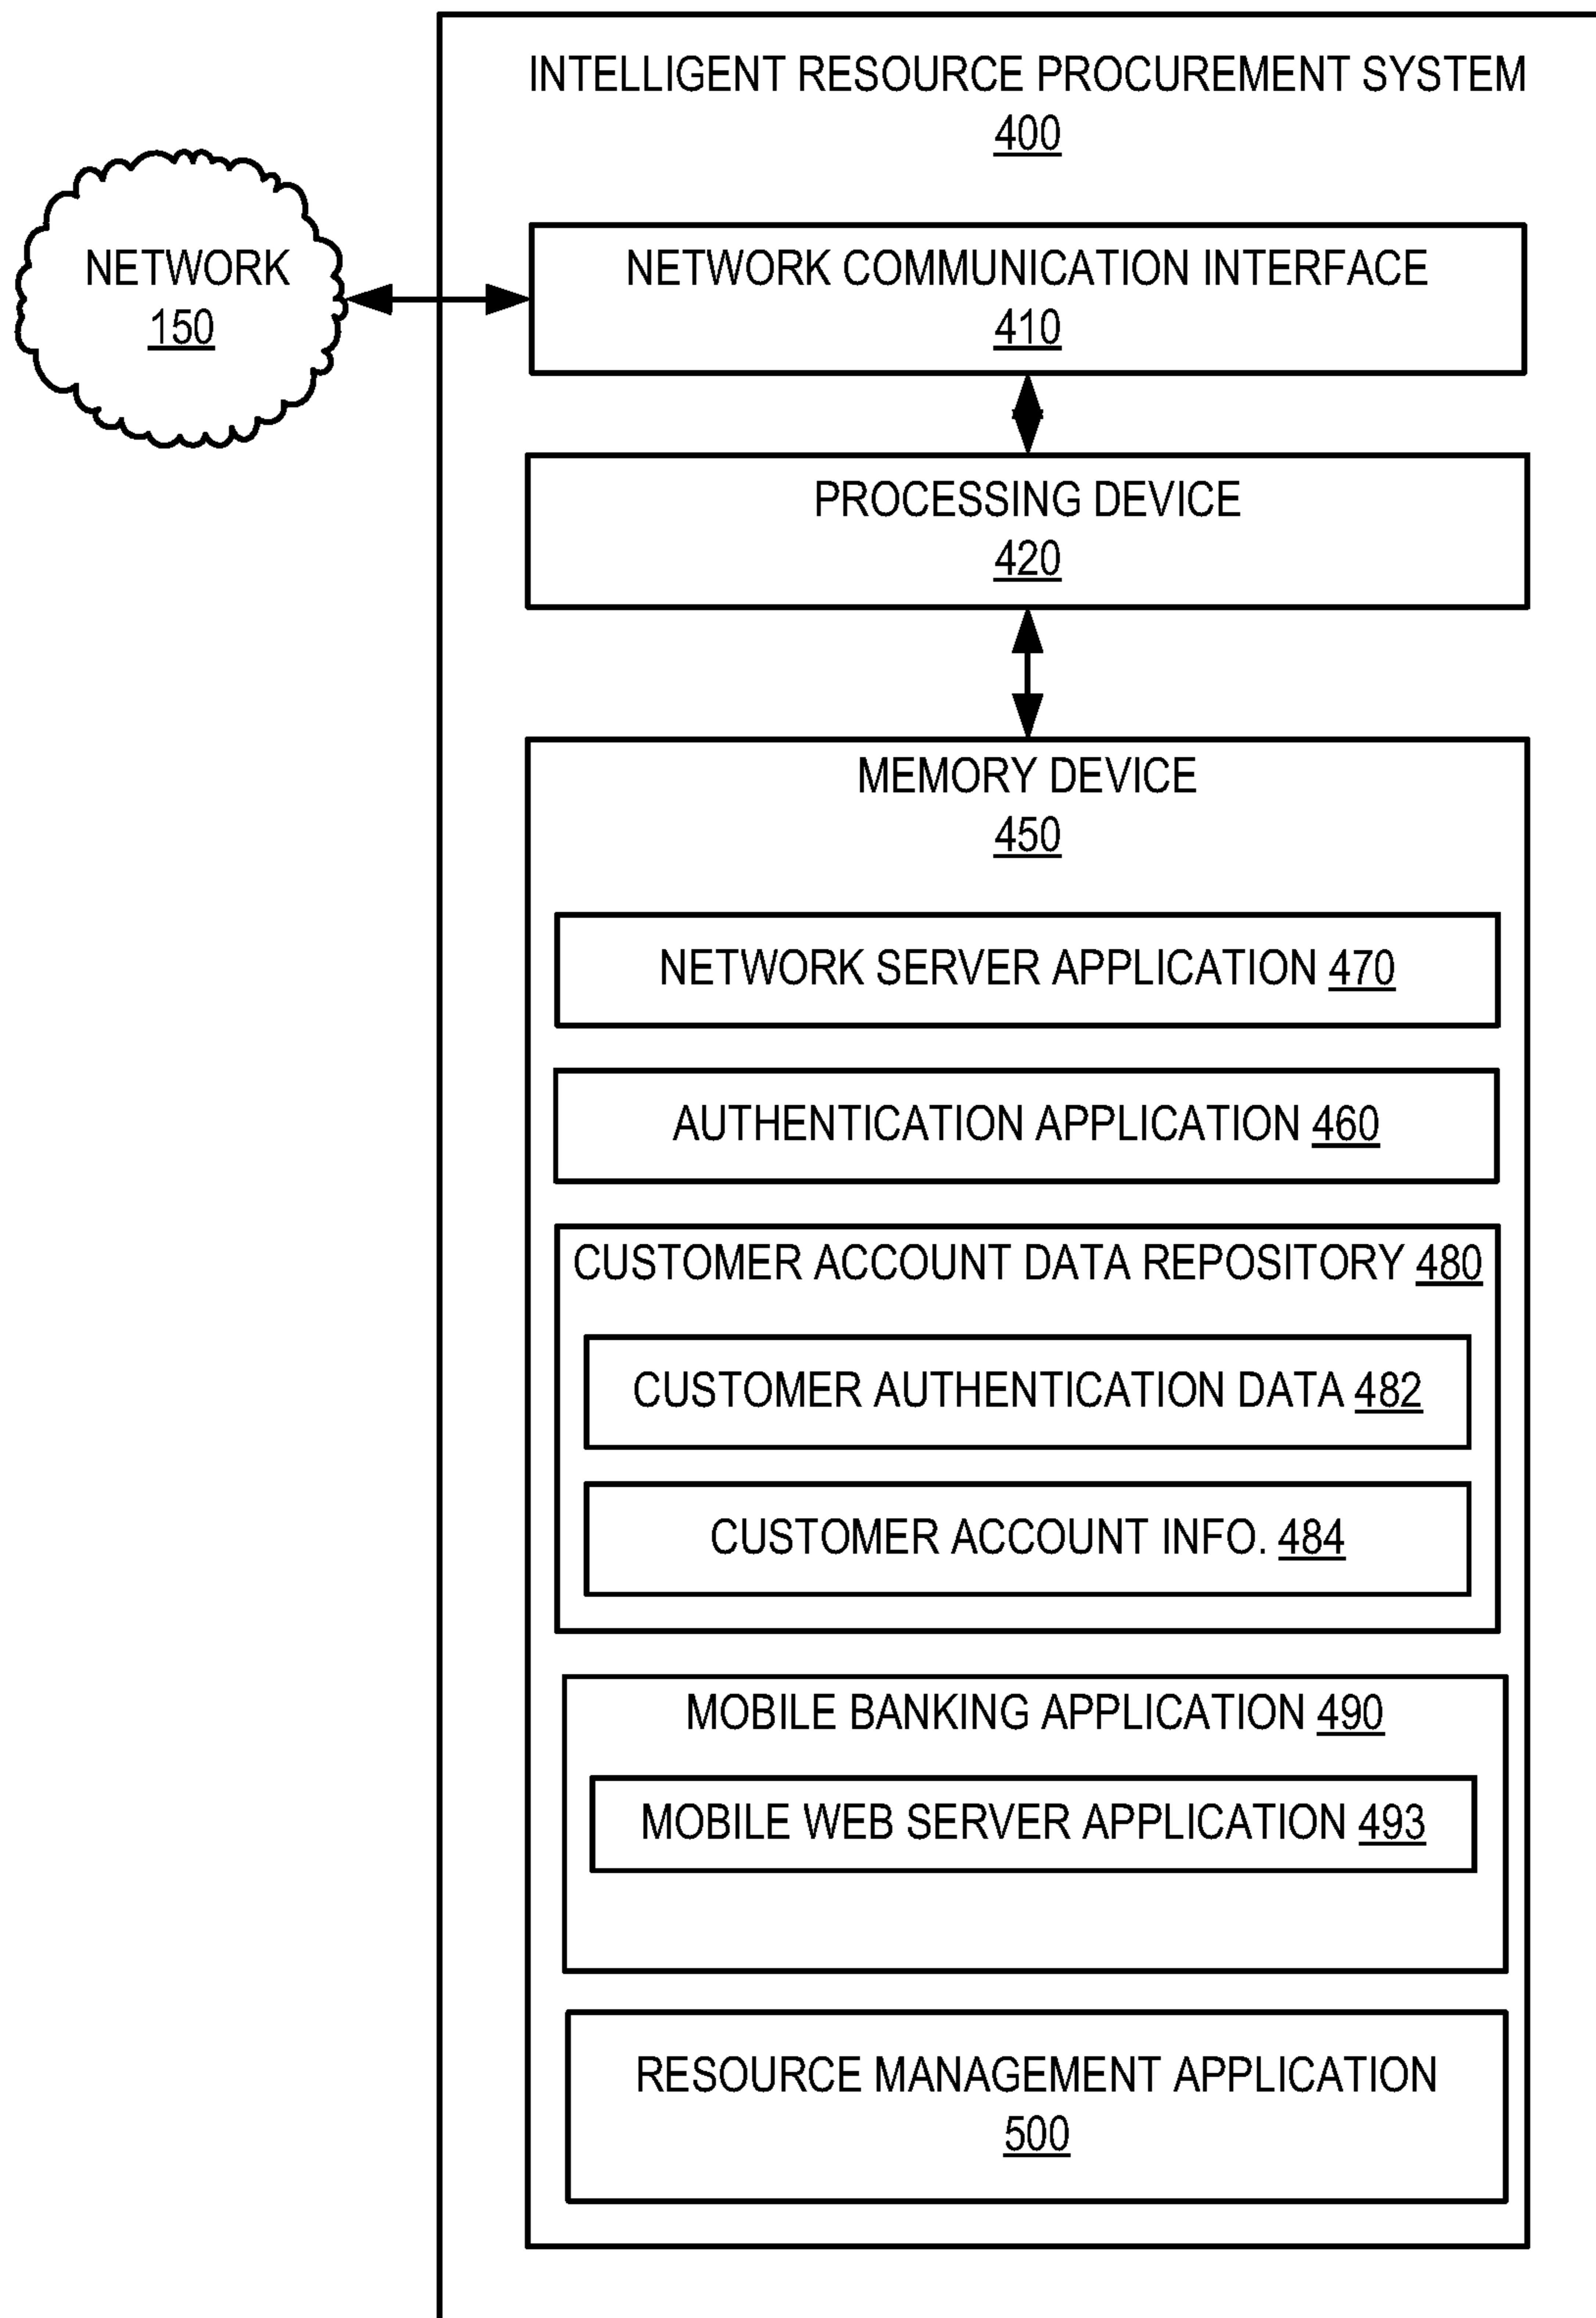 INTELLIGENT RESOURCE PROCUREMENT SYSTEM
400
NETWORK
150
NETWORK COMMUNICATION INTERFACE
410
PROCESSING DEVICE
420
MEMORY DEVICE
450
NETWORK SERVER APPLICATION 470
AUTHENTICATION APPLICATION 460
CUSTOMER ACCOUNT DATA REPOSITORY 480
CUSTOMER AUTHENTICATION DATA 482
CUSTOMER ACCOUNT INFO. 484
MOBILE BANKING APPLICATION 490
MOBILE WEB SERVER APPLICATION 493
RESOURCE MANAGEMENT APPLICATION
500